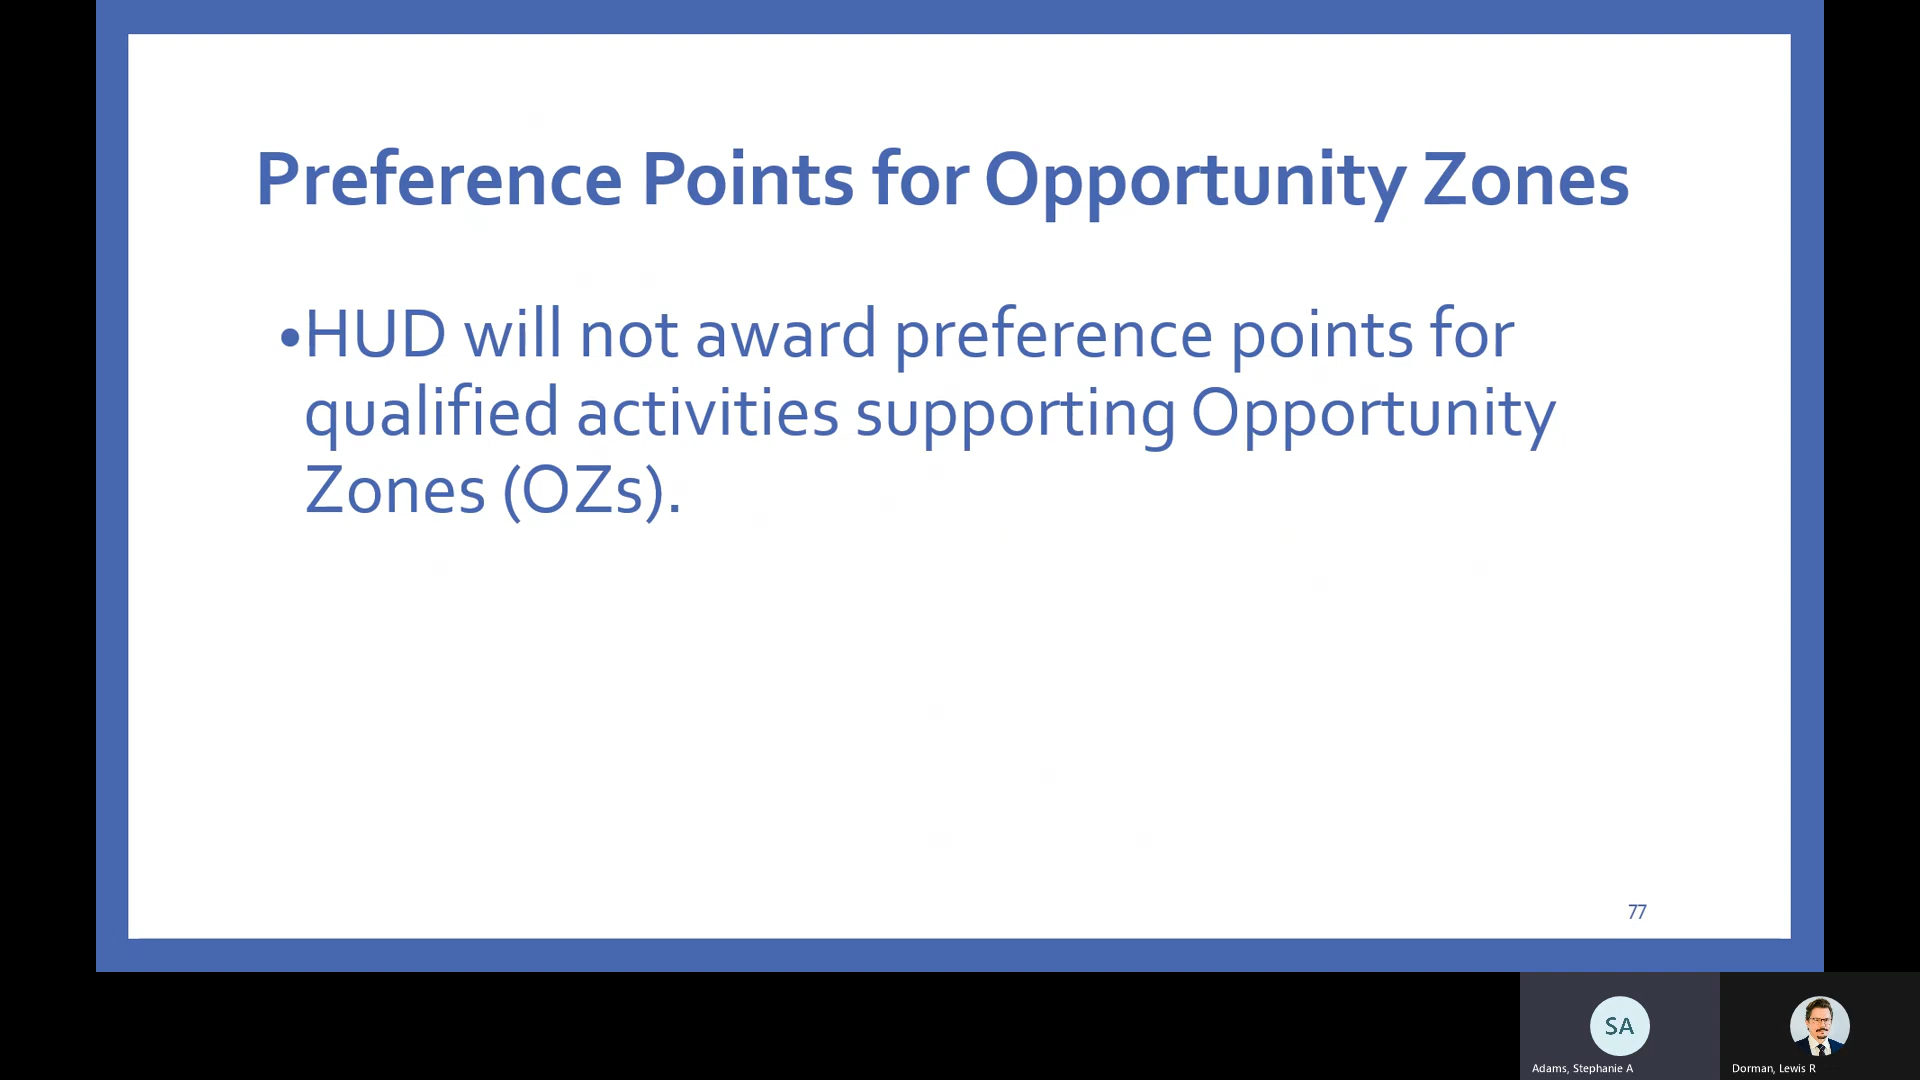 Preference Points for Opportunity Zones
•HUD will not award preference points for
qualified activities supporting Opportunity
Zones (OZs).
77
SA
Adams, Stephanie A
Dorman, Lewis R